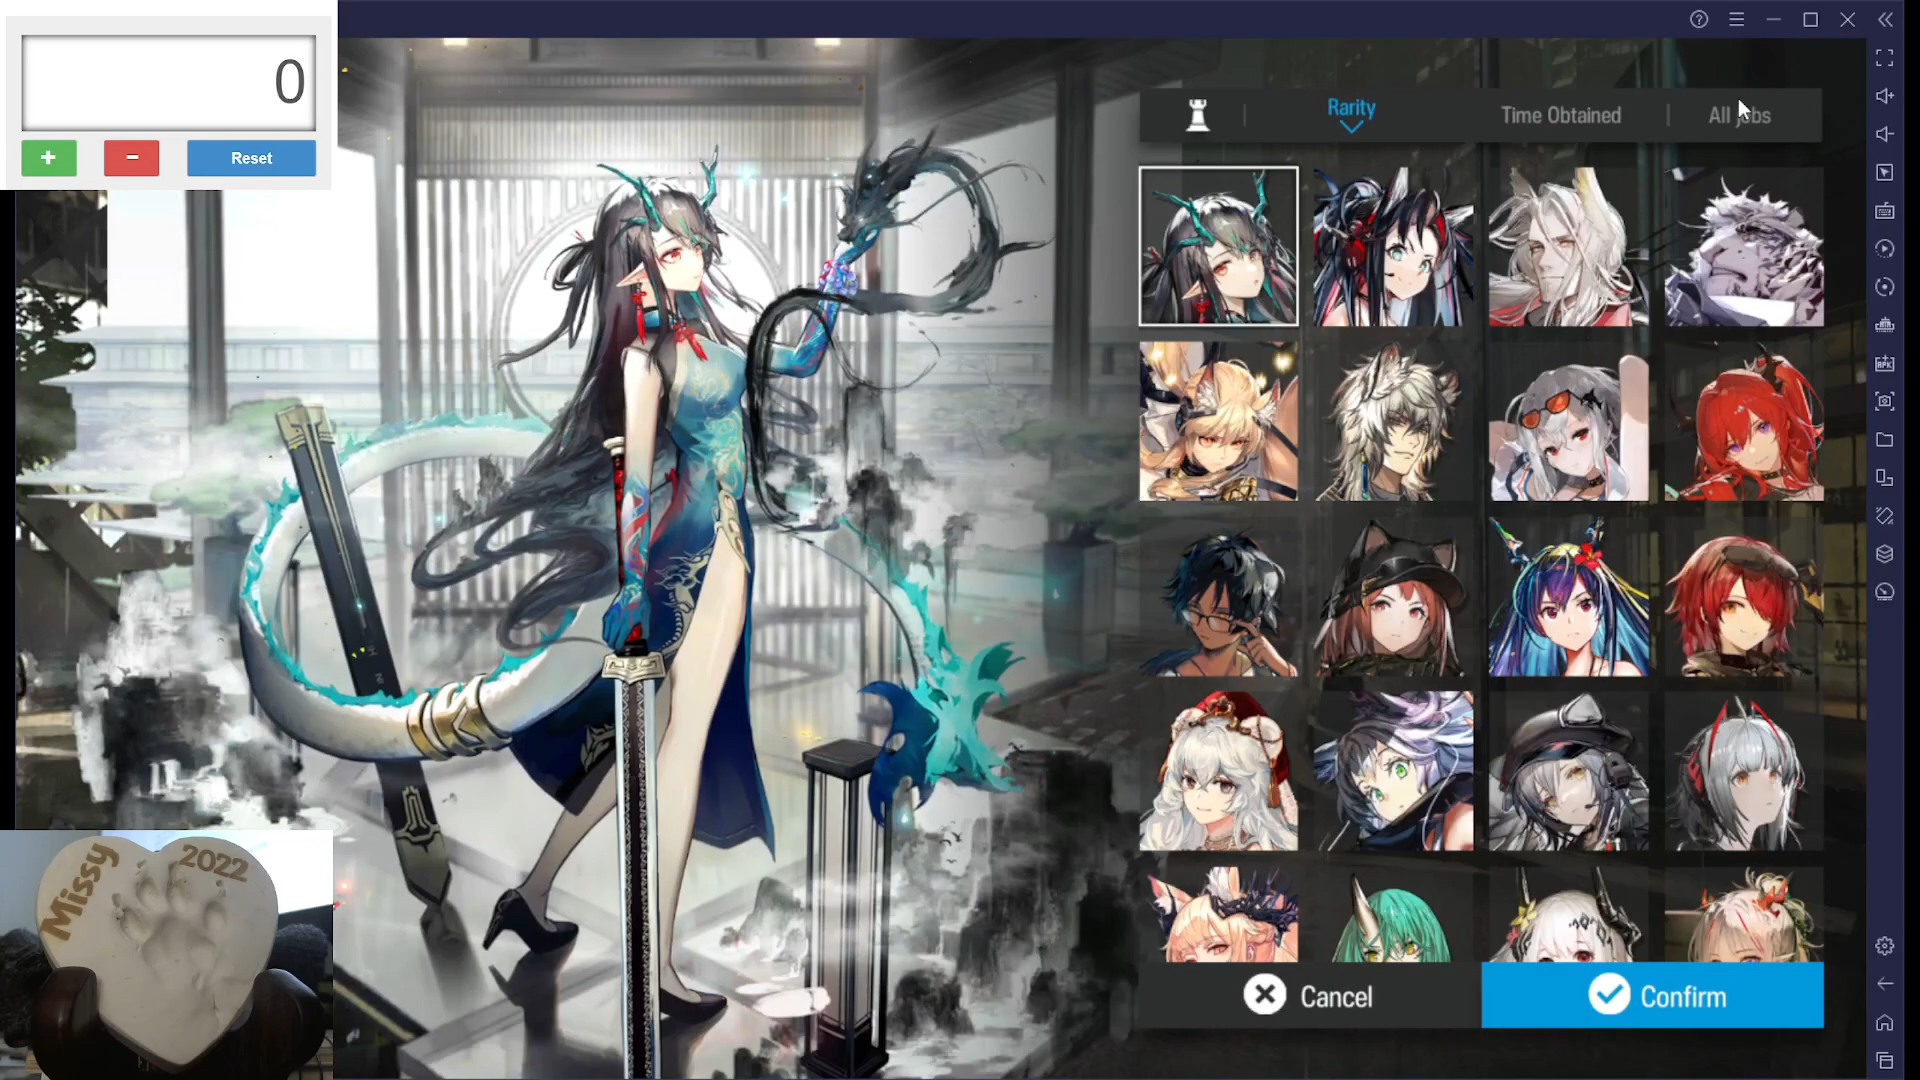 0
+
-
Reset
Rarity
Time Obtained
All Jobs
Missy
2022
Cancel
Confirm